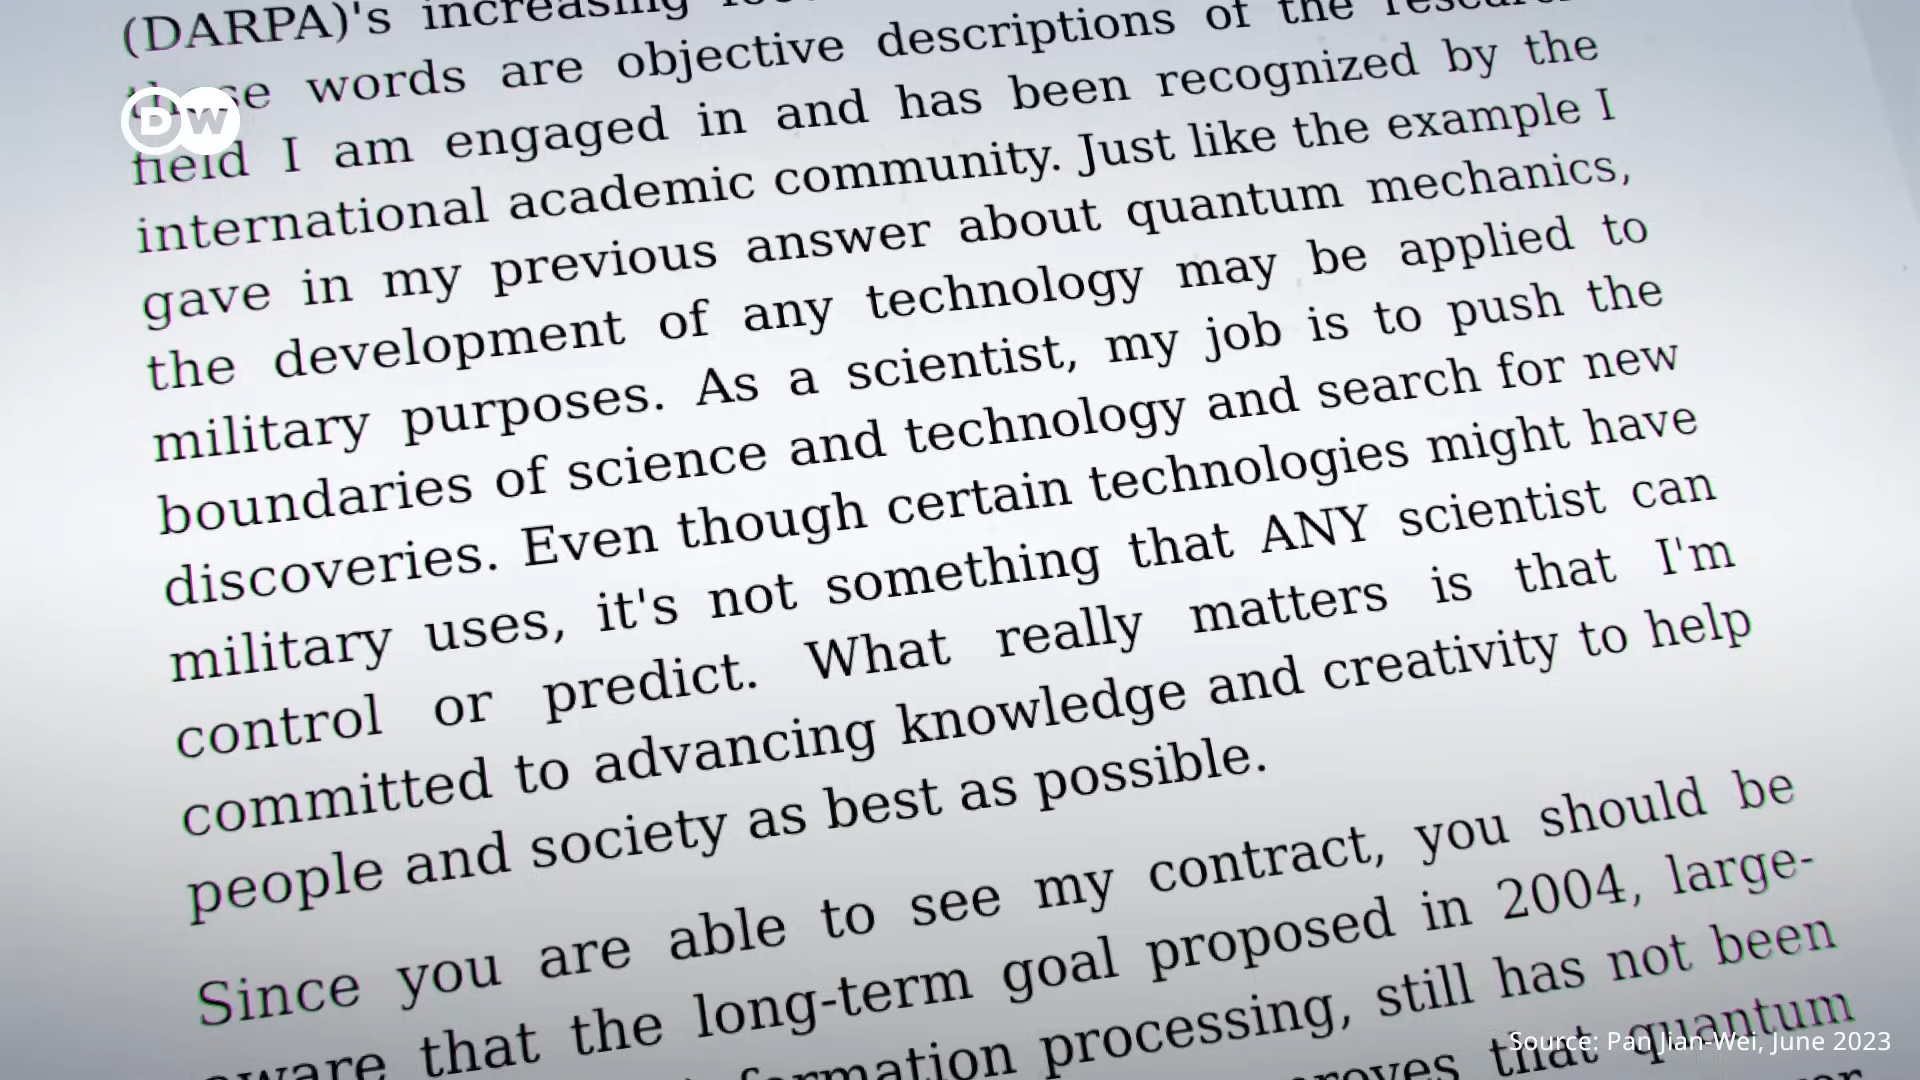 (DARPA)'s increasing
these words are objective descriptions of the research
field I am engaged in and has been recognized by the
international academic community. Just like the example I
gave in my previous answer about quantum mechanics,
the development of any technology may be applied to
military purposes. As a scientist, my job is to push the
boundaries of science and technology and search for new
discoveries. Even though certain technologies might have
military uses, it's not something that ANY scientist can
control or predict. What really matters is that I'm
committed to advancing knowledge and creativity to help
people and society as best as possible.
Since you are able to see my contract, you should be
aware that the long-term goal proposed in 2004, large-
processing, still has not been
that quantum
DW
Source: Pan Jian-Wei, June 2023